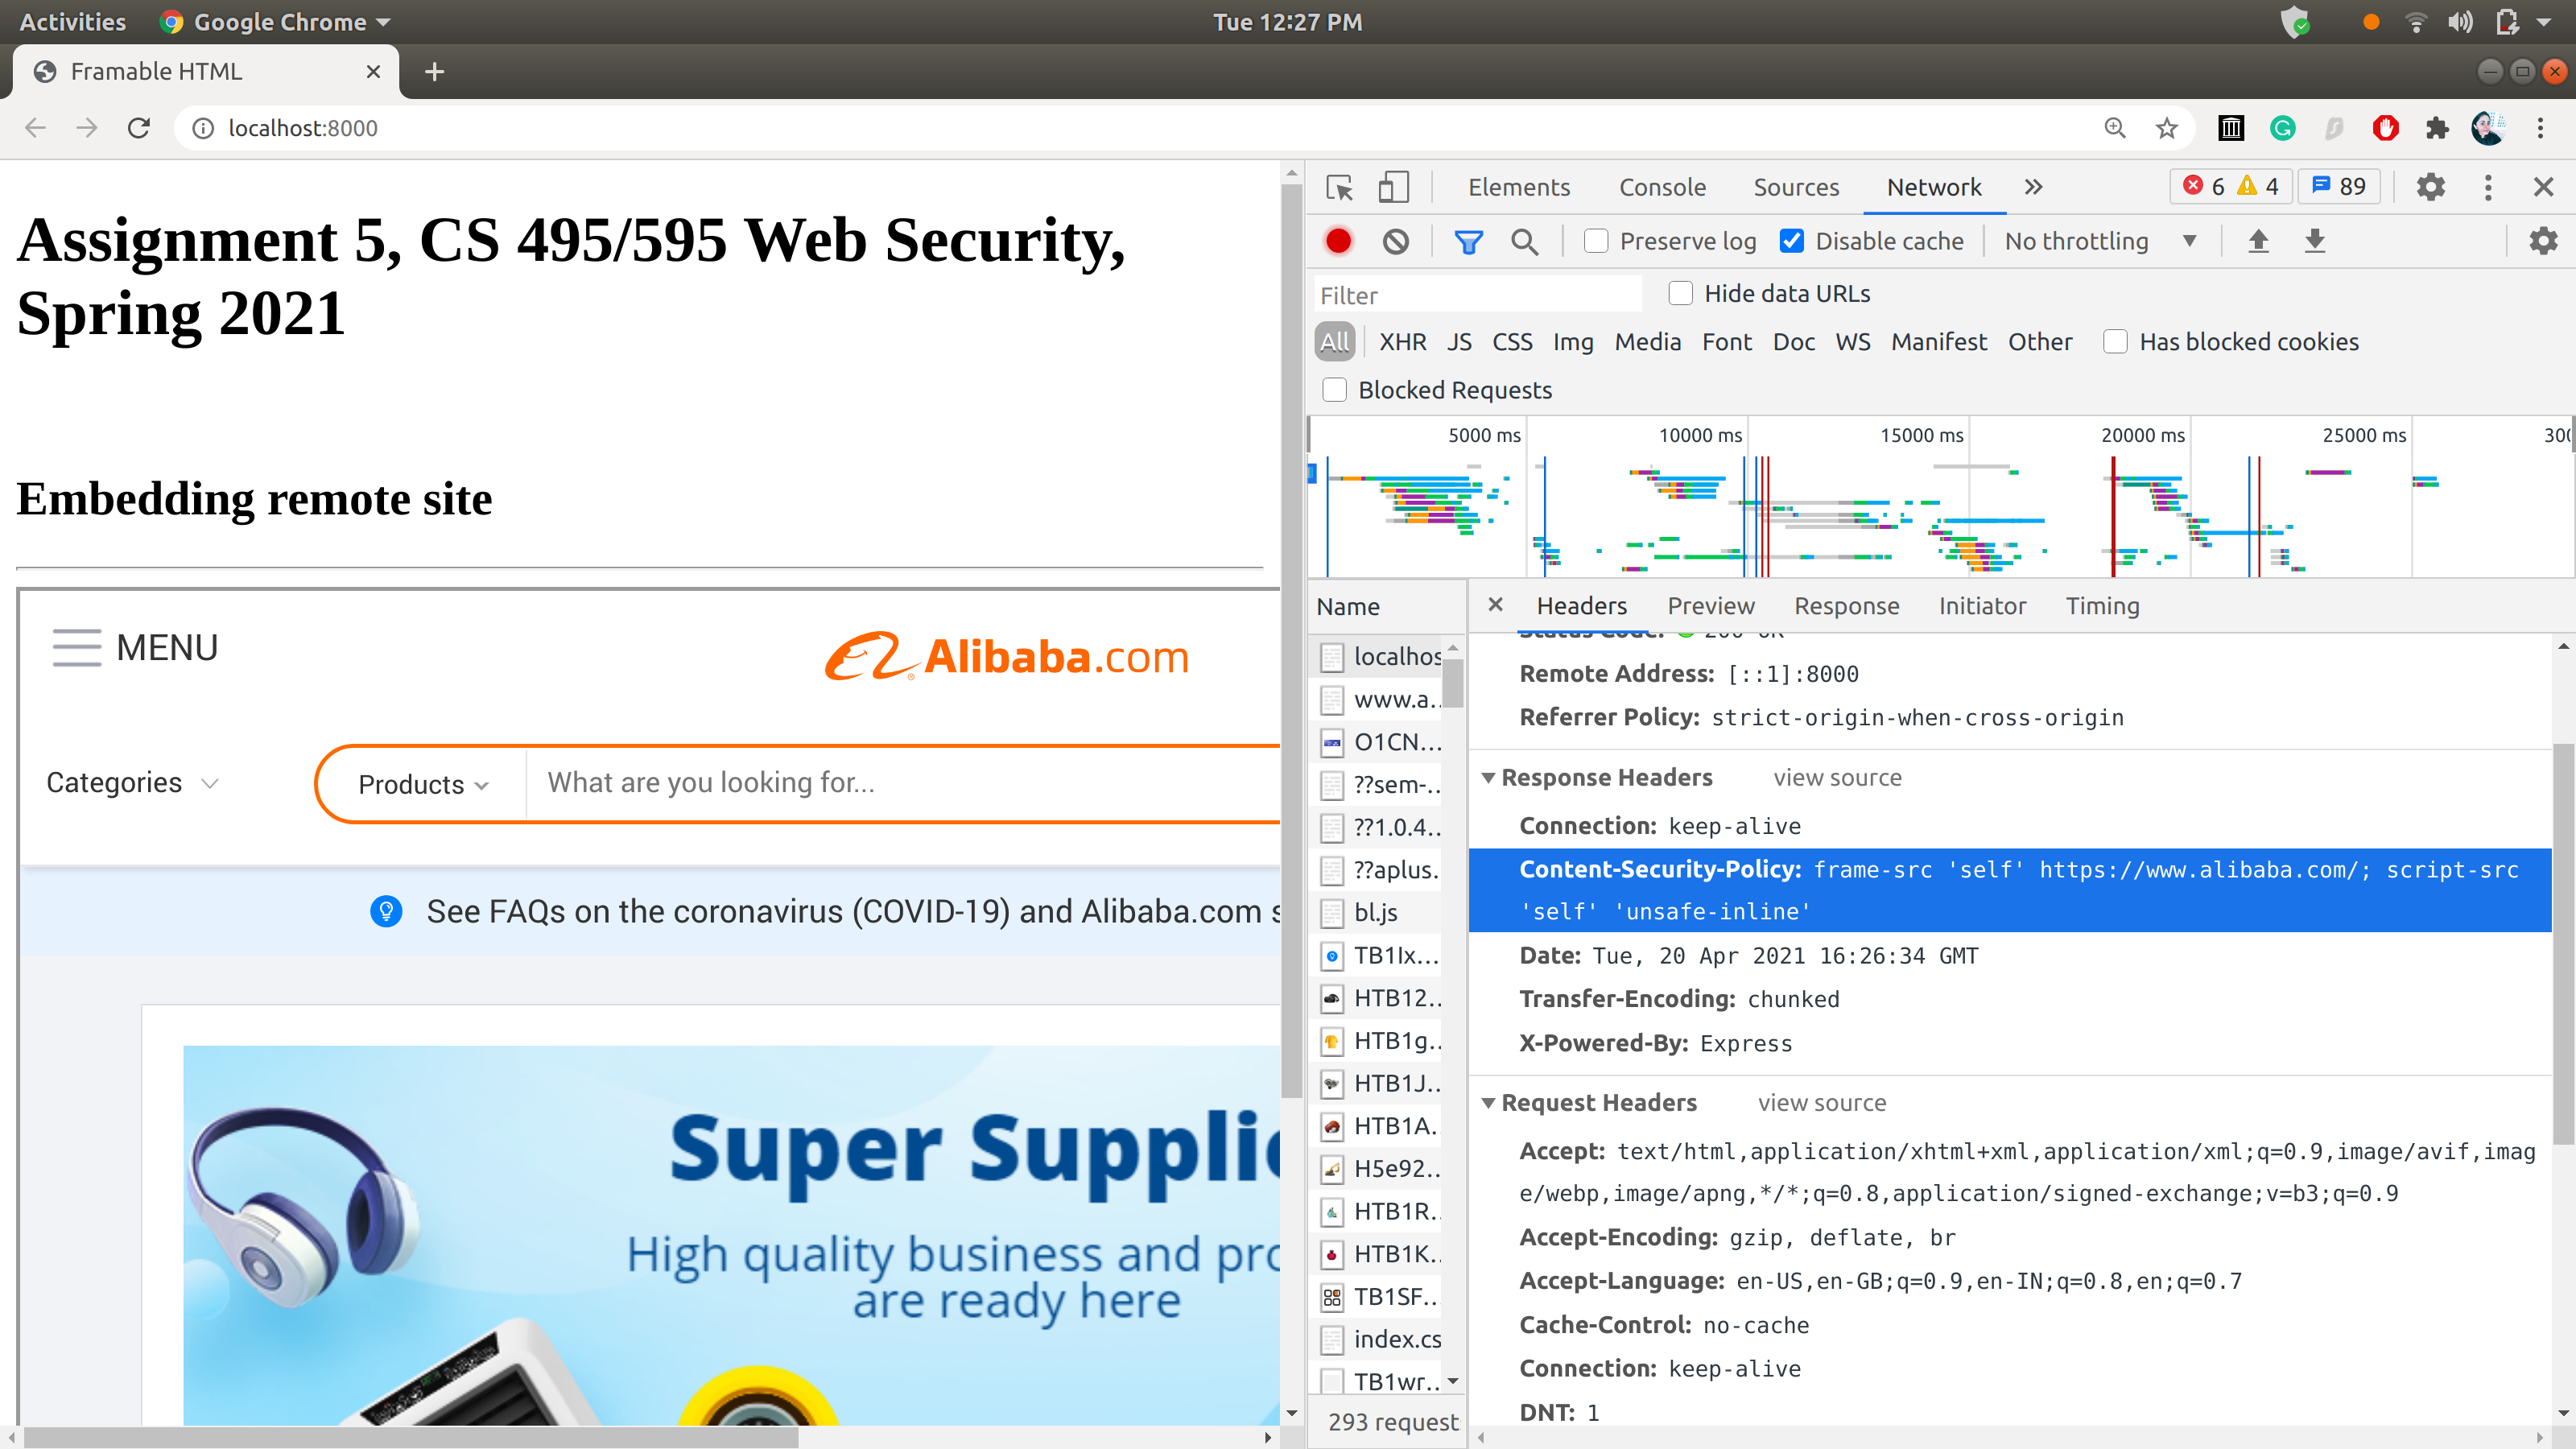 Activities Google Chrome Tue 12:27 PM
Framable HTML
localhost:8000
Assignment 5, CS 495/595 Web Security,
Spring 2021
Embedding remote site
MENU
Alibaba.com
Categories Products What are you looking for...
See FAQs on the coronavirus (COVID-19) and Alibaba.com s
Super Supplie
High quality business and pro
are ready here
Elements Console Sources Network 6 4 89
Preserve log Disable cache No throttling
Filter Hide data URLs
All XHR JS CSS Img Media Font Doc WS Manifest Other Has blocked cookies
Blocked Requests
5000 ms 10000 ms 15000 ms 20000 ms 25000 ms 300
Name
localhos
www.a…
O1CN…
??sem-…
??1.0.4…
??aplus.
bl.js
TB1Ix…
HTB12…
HTB1g…
HTB1J…
HTB1A…
H5e92…
HTB1R…
HTB1K…
TB1SF…
index.cs
TB1wr…
293 request
Headers Preview Response Initiator Timing
Status Code: 200 OK
Remote Address: [::1]:8000
Referrer Policy: strict-origin-when-cross-origin
Response Headers view source
Connection: keep-alive
Content-Security-Policy: frame-src 'self' https://www.alibaba.com/; script-src
'self' 'unsafe-inline'
Date: Tue, 20 Apr 2021 16:26:34 GMT
Transfer-Encoding: chunked
X-Powered-By: Express
Request Headers view source
Accept: text/html,application/xhtml+xml,application/xml;q=0.9,image/avif,imag
e/webp,image/apng,*/*;q=0.8,application/signed-exchange;v=b3;q=0.9
Accept-Encoding: gzip, deflate, br
Accept-Language: en-US,en-GB;q=0.9,en-IN;q=0.8,en;q=0.7
Cache-Control: no-cache
Connection: keep-alive
DNT: 1